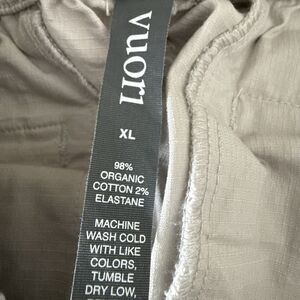 vuori
XL
98%
ORGANIC
COTTON 2%
ELASTANE
MACHINE
WASH COLD
WITH LIKE
COLORS,
TUMBLE
DRY LOW,